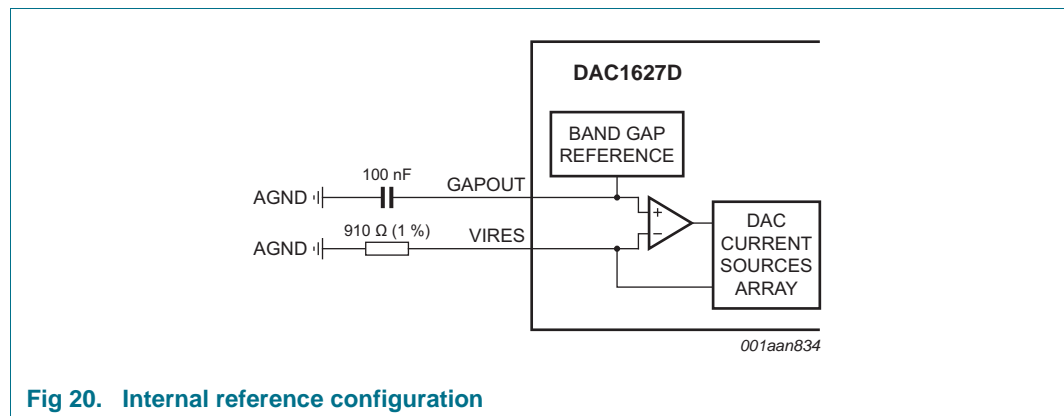 DAC1627D
BAND GAP
REFERENCE
100 nF
GAPOUT
AGND
+
910 Ω (1 %)
VIRES
−
AGND
DAC
CURRENT
SOURCES
ARRAY
001aan834
Fig 20. Internal reference configuration